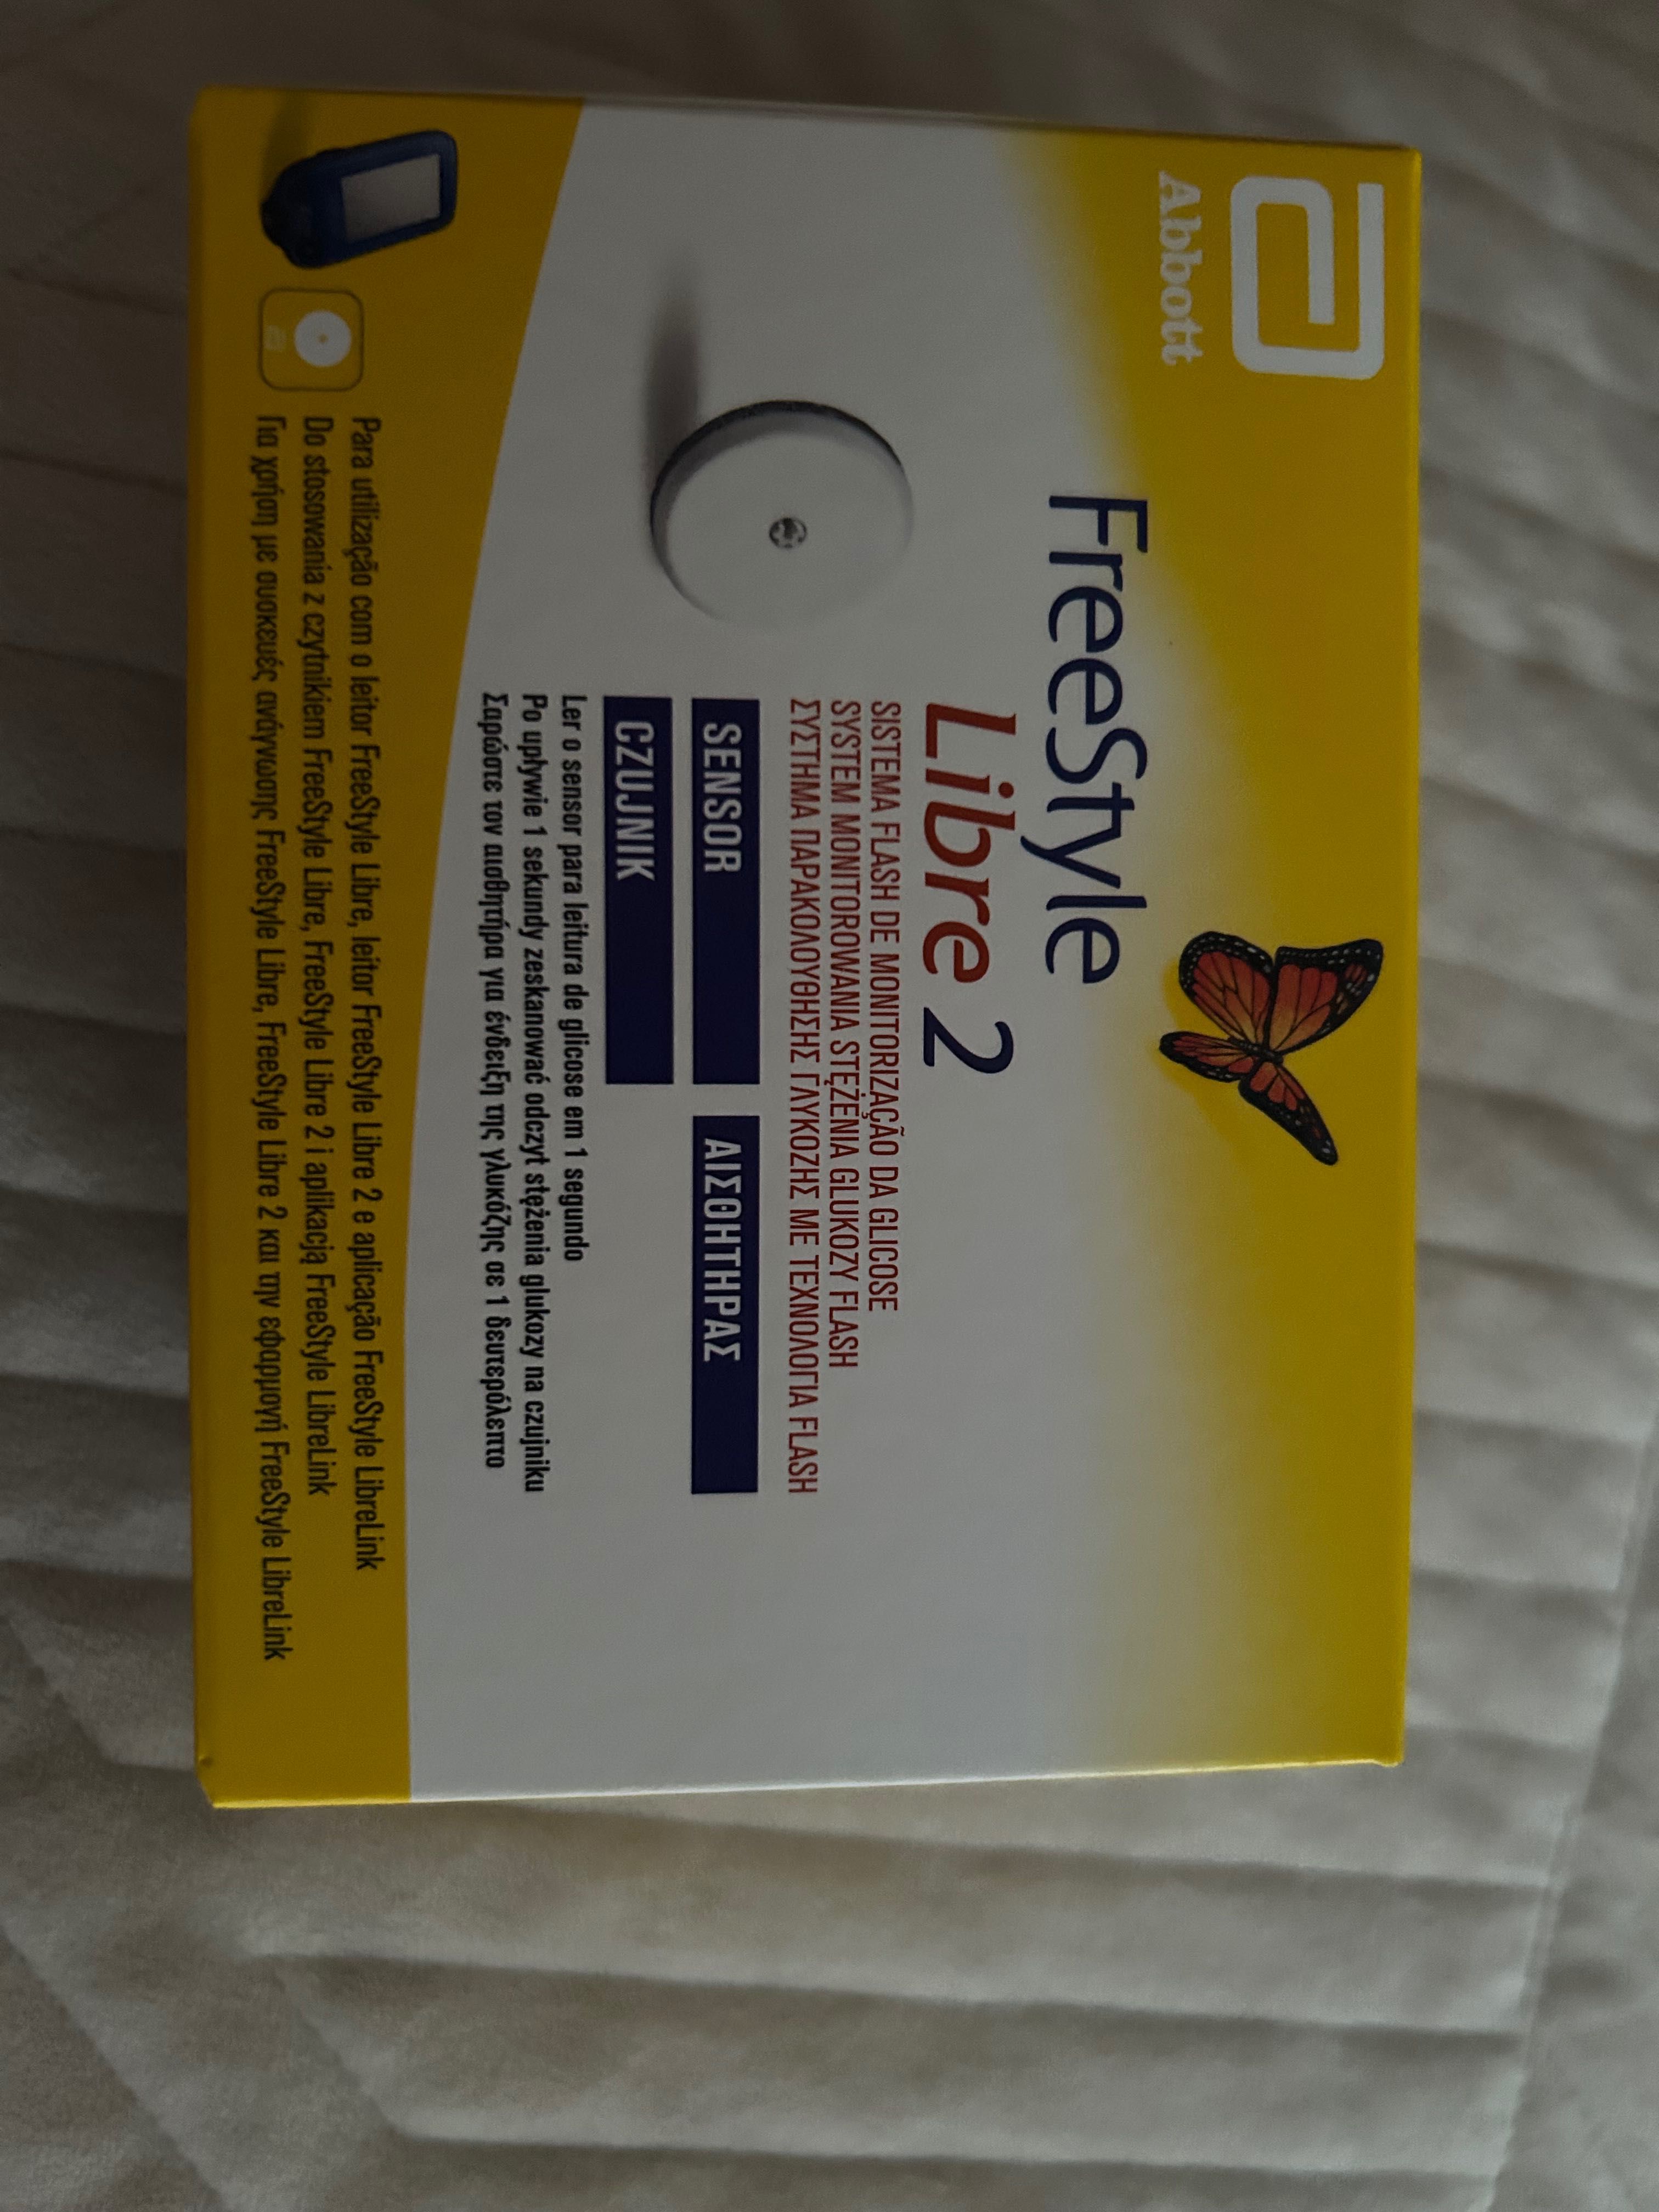 Abbott
FreeStyle
Libre 2
SISTEMA FLASH DE MONITORIZAÇÃO DA GLICOSE
SYSTEM MONITOROWANIA STĘŻENIA GLUKOZY FLASH
ΣΥΣΤΗΜΑ ΠΑΡΑΚΟΛΟΥΘΗΣΗΣ ΓΛΥΚΟΖΗΣ ΜΕ ΤΕΧΝΟΛΟΓΙΑ FLASH
SENSOR ΑΙΣΘΗΤΗΡΑΣ
CZUJNIK
Ler o sensor para leitura de glicose em 1 segundo
Po upływie 1 sekundy zeskanować odczyt stężenia glukozy na czujniku
Σαρώστε τον αισθητήρα για ένδειξη της γλυκόζης σε 1 δευτερόλεπτο
Para utilização com o leitor FreeStyle Libre, leitor FreeStyle Libre 2 e aplicação FreeStyle LibreLink
Do stosowania z czytnikiem FreeStyle Libre, FreeStyle Libre 2 i aplikacją FreeStyle LibreLink
Για χρήση με συσκευές ανάγνωσης FreeStyle Libre, FreeStyle Libre 2 και την εφαρμογή FreeStyle LibreLink